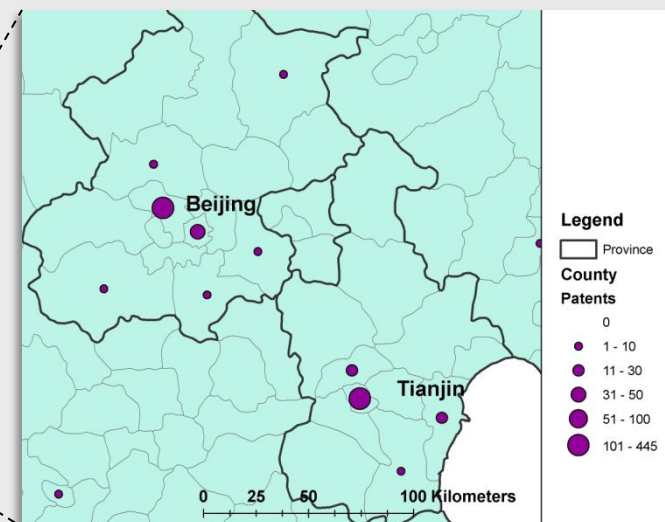 Beijing
Tianjin
0 25 50 100 Kilometers
Legend
Province
County
Patents
0
1 - 10
11 - 30
31 - 50
51 - 100
101 - 445